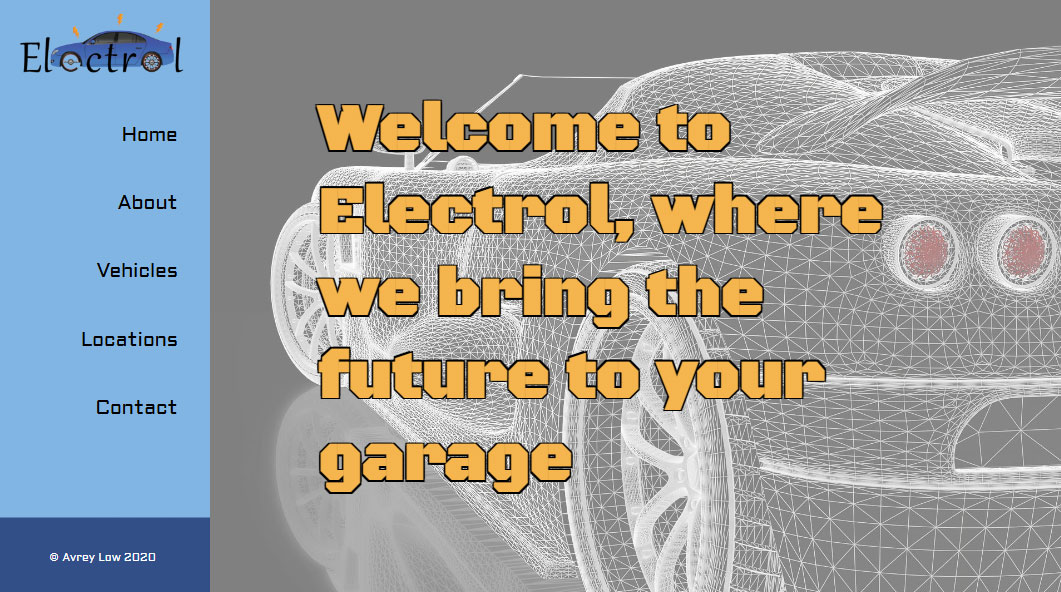 Electrol
Home
About
Vehicles
Locations
Contact
© Avrey Low 2020
Welcome to
Electrol, where
we bring the
future to your
garage